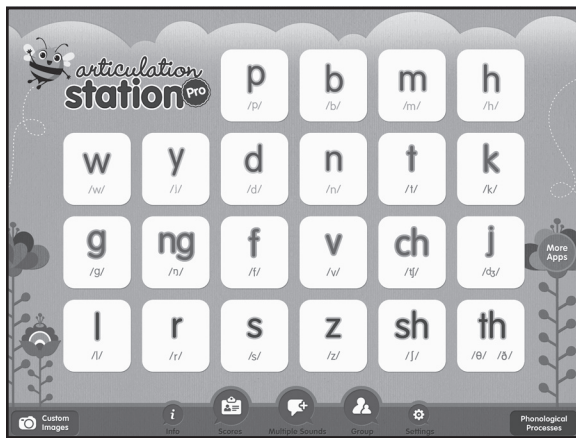 articulation
station Pro
p b m h
/p/ /b/ /m/ /h/
w y d n t k
/w/ /i/ /d/ /n/ /t/ /k/
g ng f v ch j
/g/ /n/ /f/ /v/ /ʧ/ /ʤ/
More
Apps
l r s z sh th
/l/ /r/ /s/ /z/ /ʃ/ /θ/ /ð/
Custom
Images
Info Scores Multiple Sounds Group Settings
Phonological
Processes